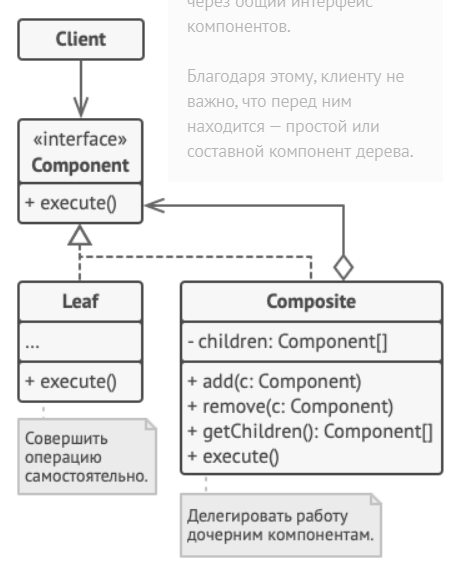 через общий интерфейс
компонентов.
Благодаря этому, клиенту не
важно, что перед ним
находится — простой или
составной компонент дерева.
Client
«interface»
Component
+ execute()
Leaf
...
+ execute()
Совершить
операцию
самостоятельно.
Composite
- children: Component[]
+ add(c: Component)
+ remove(c: Component)
+ getChildren(): Component[]
+ execute()
Делегировать работу
дочерним компонентам.